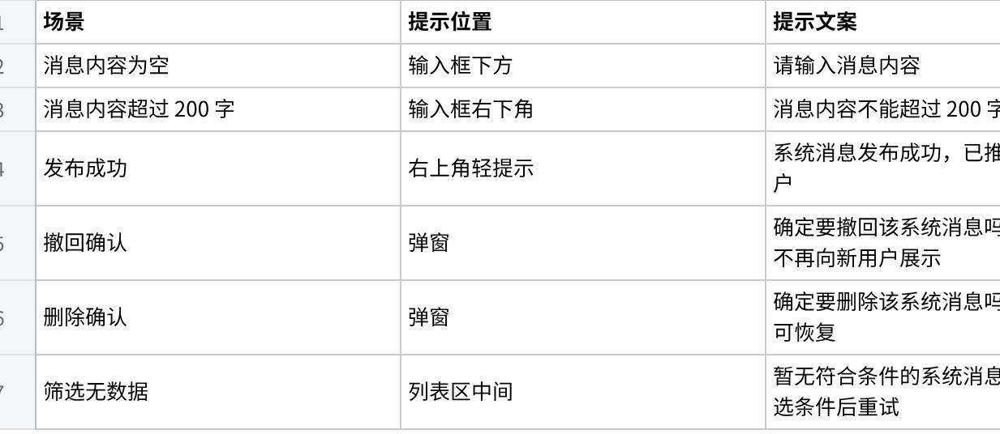 1 场景 提示位置 提示文案
2 消息内容为空 输入框下方 请输入消息内容
3 消息内容超过 200 字 输入框右下角 消息内容不能超过 200 字
4 发布成功 右上角轻提示 系统消息发布成功，已推
户
5 撤回确认 弹窗 确定要撤回该系统消息吗
不再向新用户展示
6 删除确认 弹窗 确定要删除该系统消息吗
可恢复
7 筛选无数据 列表区中间 暂无符合条件的系统消息
选条件后重试